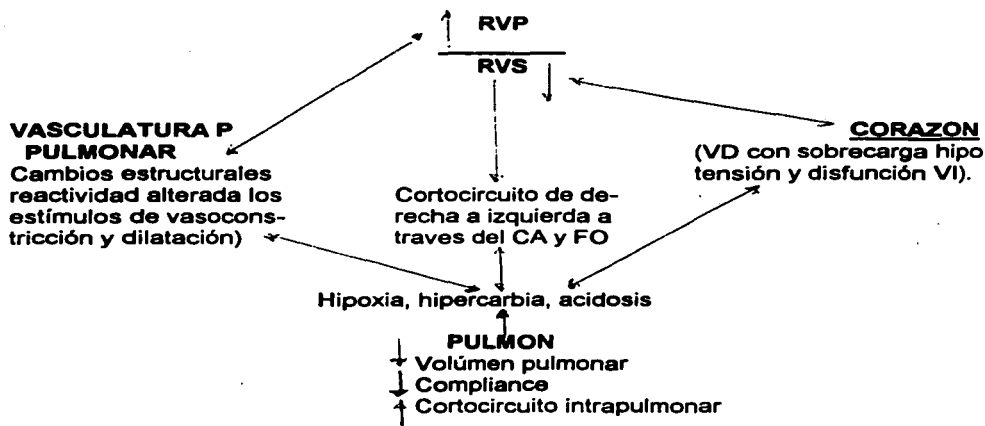 RVP
RVS
VASCULATURA P
PULMONAR
Cambios estructurales
reactividad alterada los
estímulos de vasocons-
tricción y dilatación)
CORAZON
(VD con sobrecarga hipo
tensión y disfunción VI).
Cortocircuito de de-
recha a izquierda a
traves del CA y FO
Hipoxia, hipercarbia, acidosis
PULMON
Volúmen pulmonar
Compliance
Cortocircuito intrapulmonar